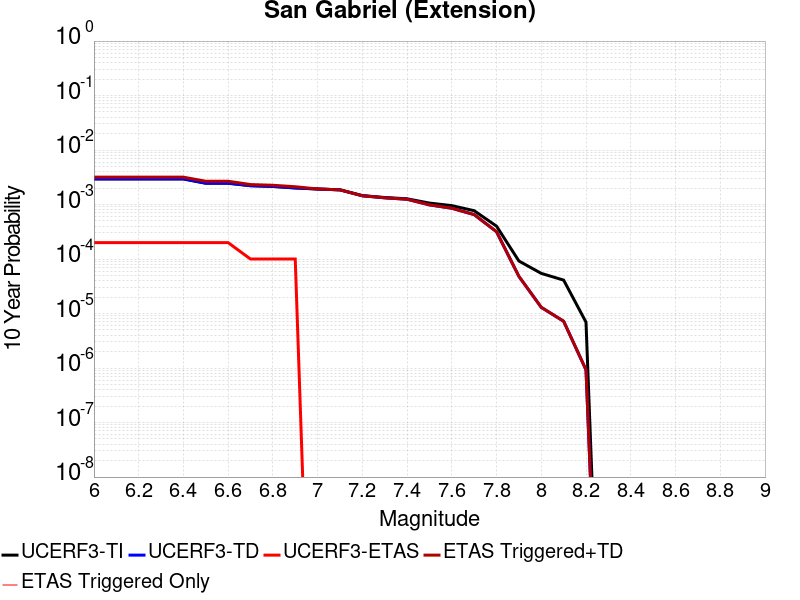 San Gabriel (Extension)
10^0
10^-1
10^-2
10^-3
10^-4
10^-5
10^-6
10^-7
10^-8
10 Year Probability
6 6.2 6.4 6.6 6.8 7 7.2 7.4 7.6 7.8 8 8.2 8.4 8.6 8.8 9
Magnitude
UCERF3-TI UCERF3-TD UCERF3-ETAS ETAS Triggered+TD
ETAS Triggered Only